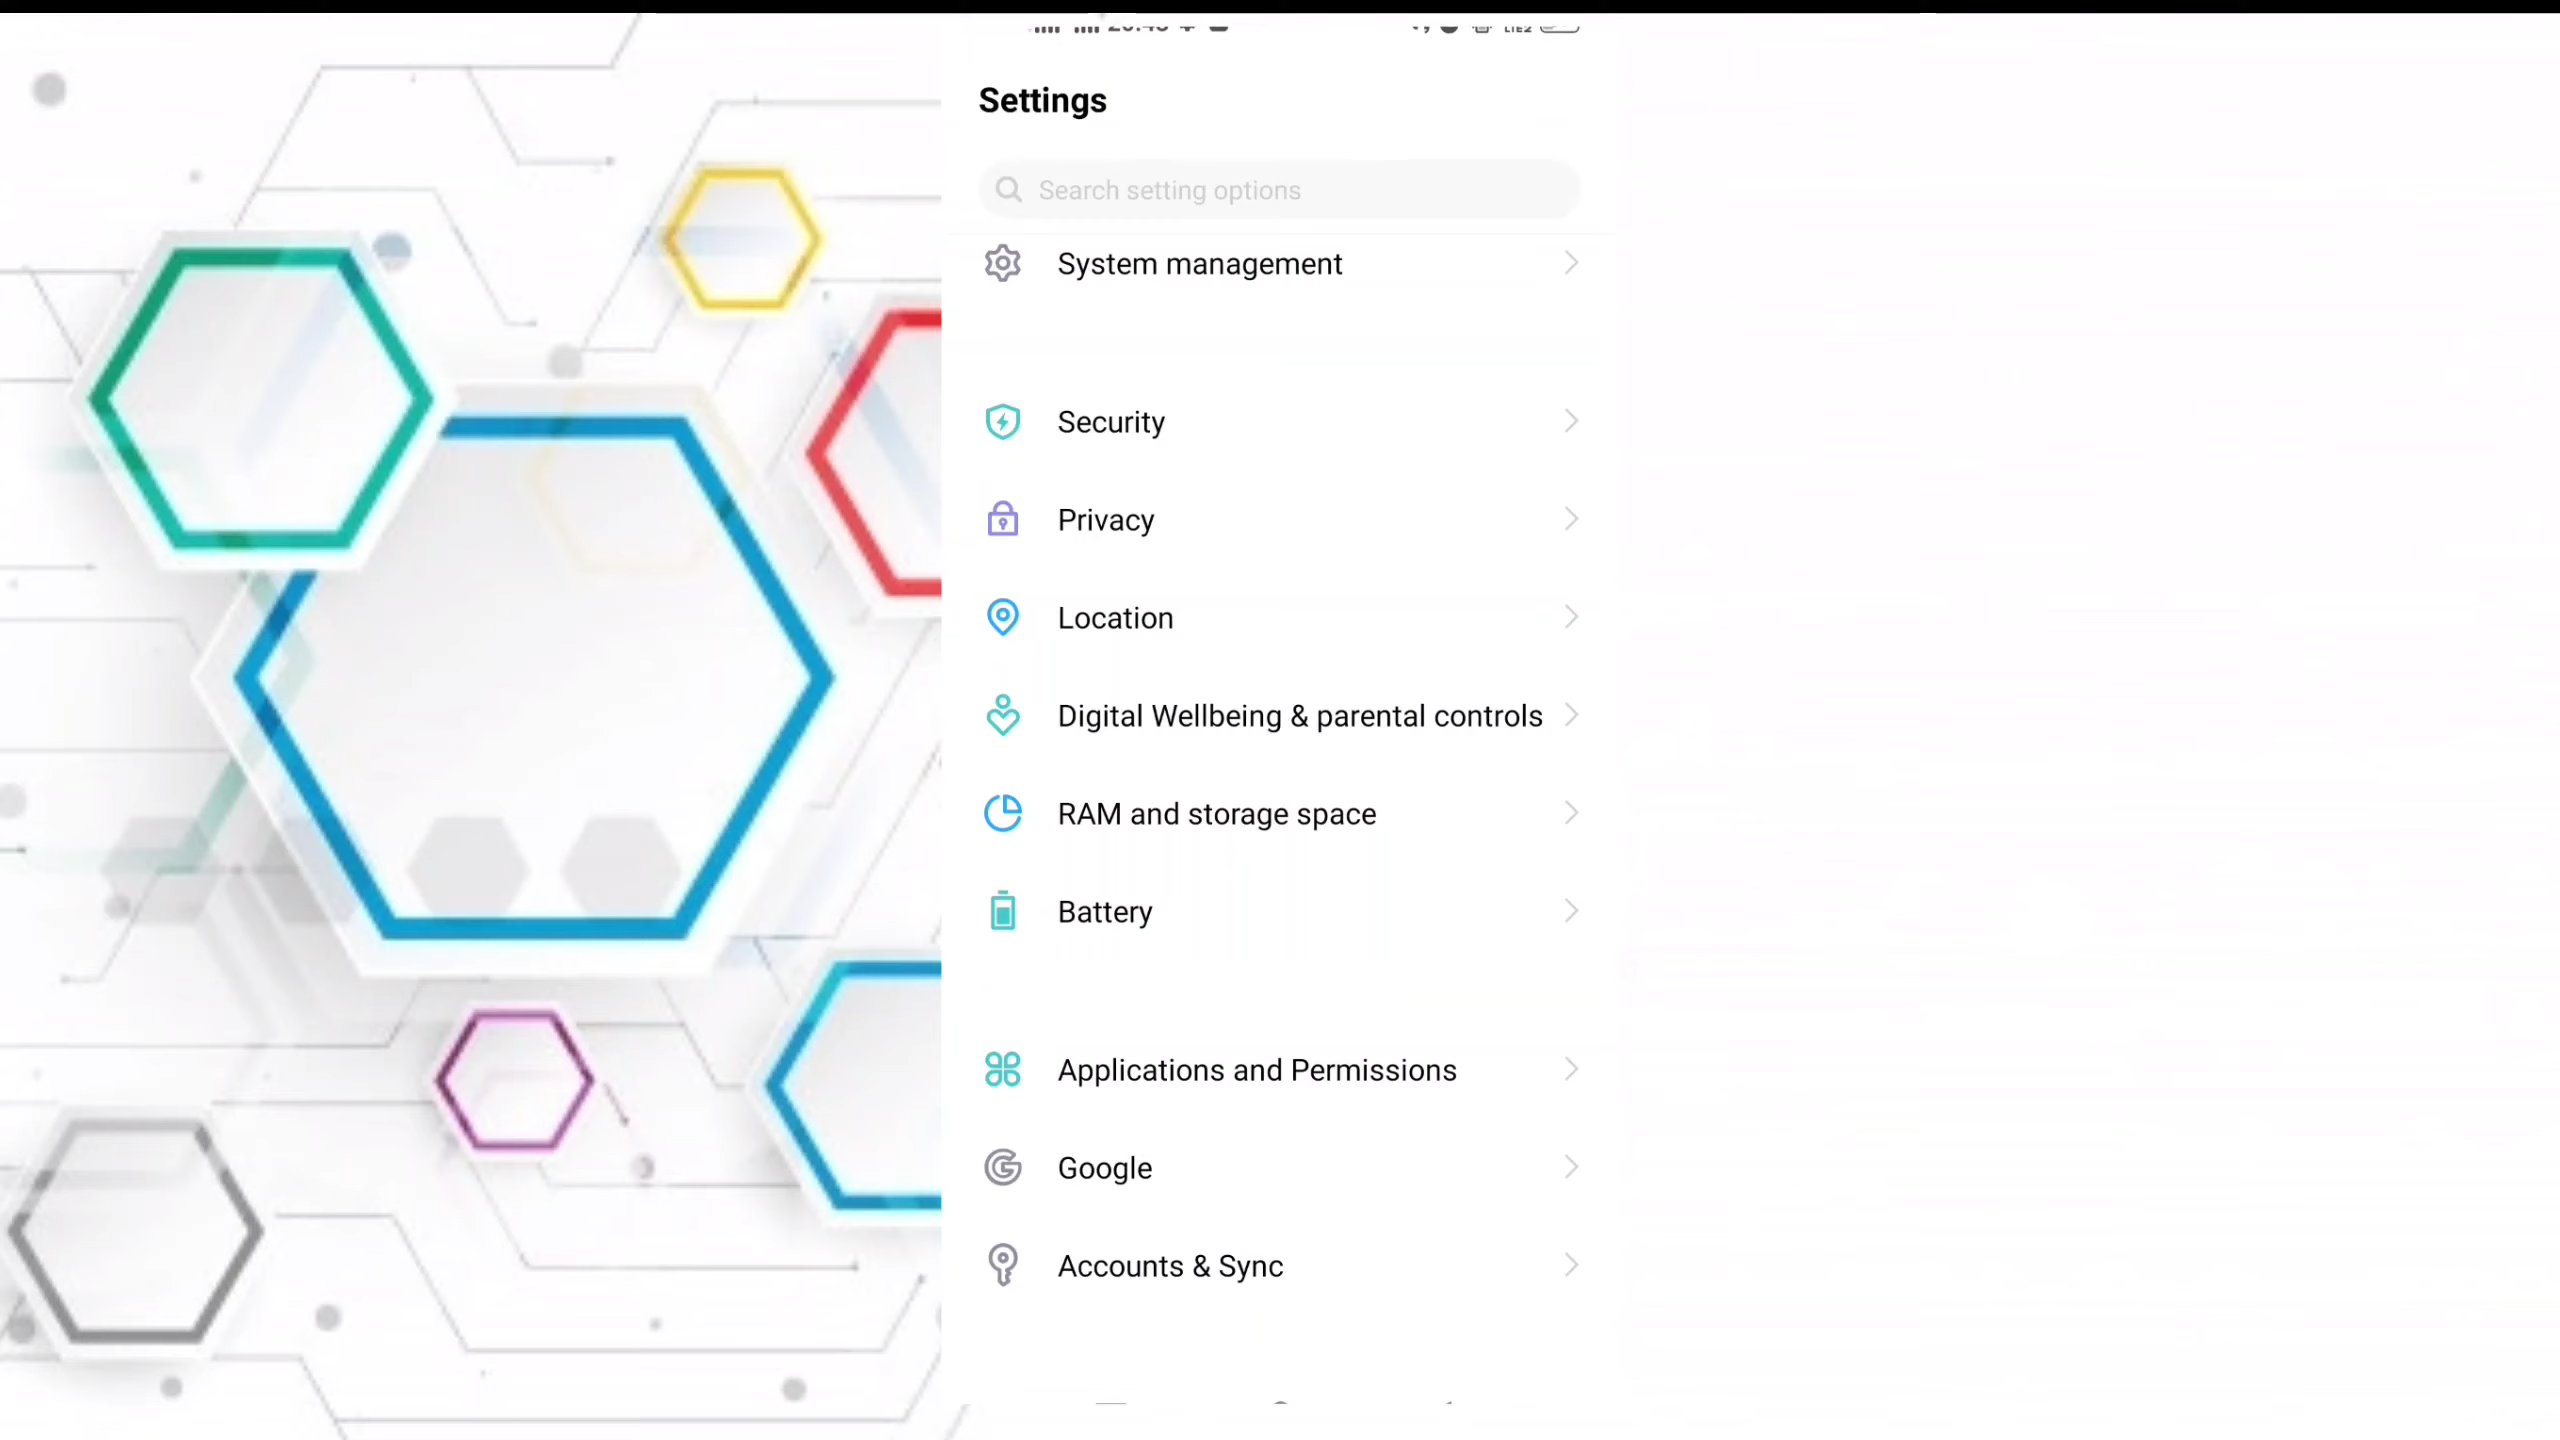 Settings
Search setting options
System management
Security
Privacy
Location
Digital Wellbeing & parental controls
RAM and storage space
Battery
Applications and Permissions
Google
Accounts & Sync